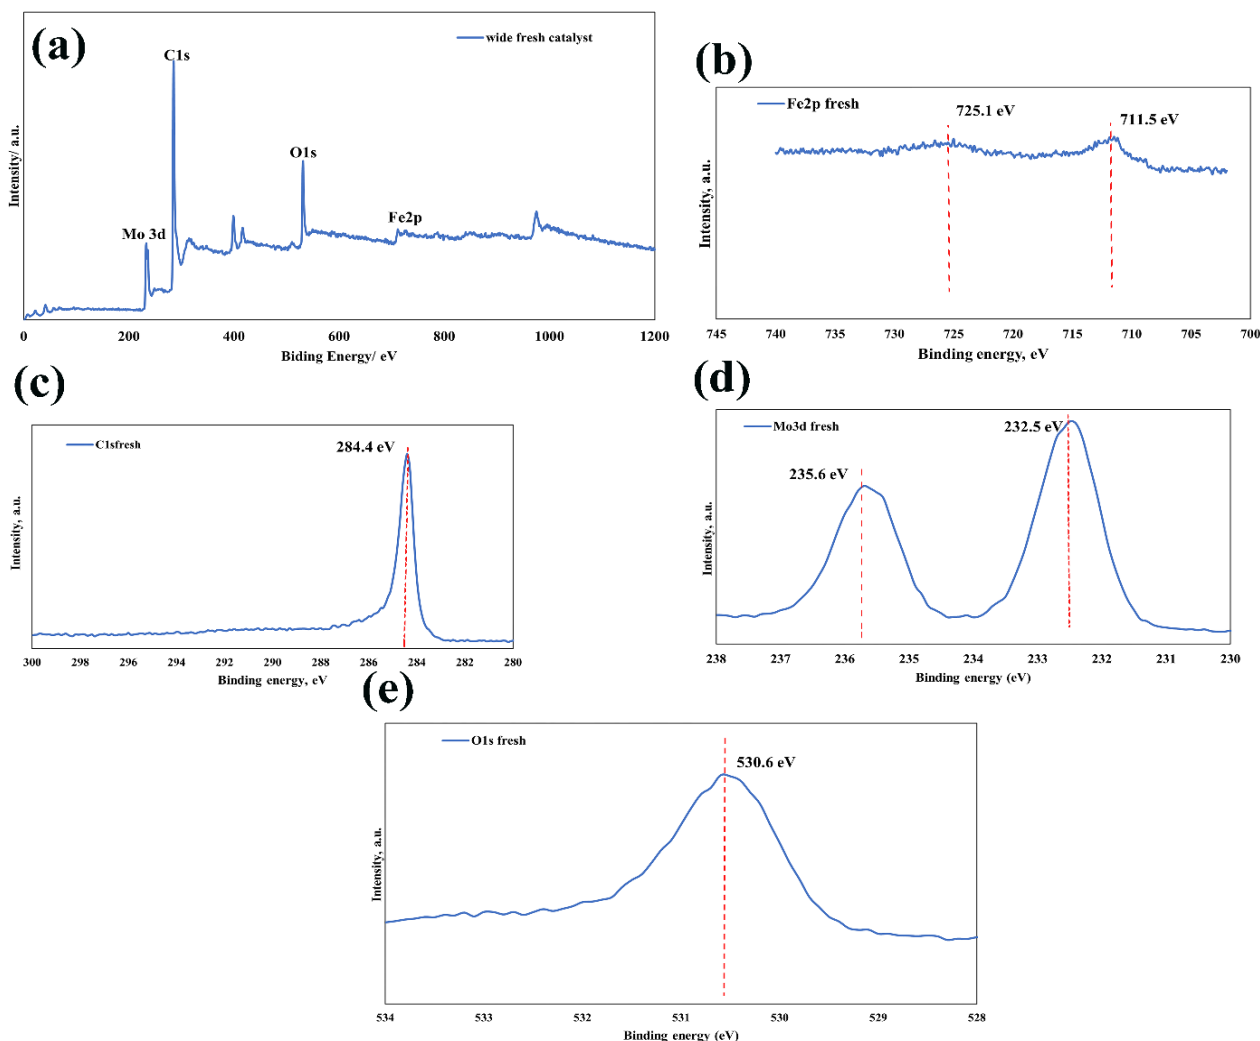 (a)
wide fresh catalyst
C1s
O1s
Mo 3d
Fe2p
Intensity/ a.u.
0 200 400 600 800 1000 1200
Biding Energy/ eV
(b)
Fe2p fresh
725.1 eV
711.5 eV
Intensity, a.u.
745 740 735 730 725 720 715 710 705 700
Binding energy, eV
(c)
C1sfresh
284.4 eV
Intensity, a.u.
300 298 296 294 292 290 288 286 284 282 280
Binding energy, eV
(d)
Mo3d fresh
232.5 eV
235.6 eV
Intensity, a.u.
238 237 236 235 234 233 232 231 230
Binding energy (eV)
(e)
O1s fresh
530.6 eV
Intensity, a.u.
534 533 532 531 530 529 528
Binding energy (eV)